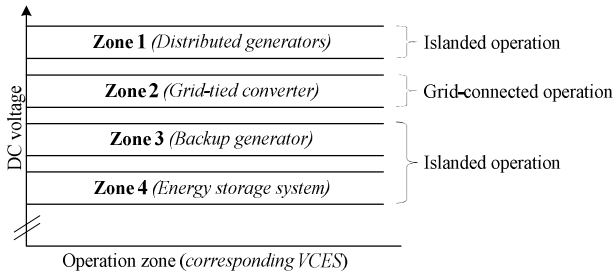 DC voltage
Zone 1 (Distributed generators)
Islanded operation
Zone 2 (Grid-tied converter)
Grid-connected operation
Zone 3 (Backup generator)
Islanded operation
Zone 4 (Energy storage system)
Operation zone (corresponding VCES)